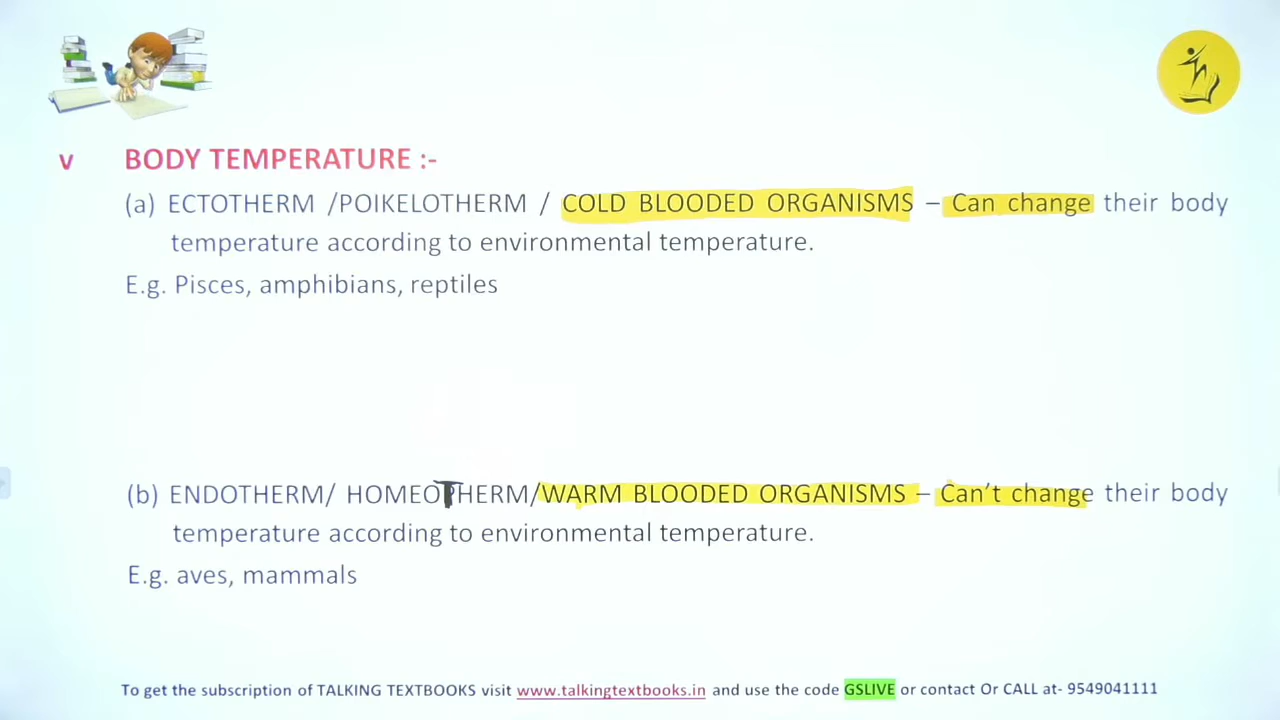 v BODY TEMPERATURE :-
(a) ECTOTHERM /POIKELOTHERM / COLD BLOODED ORGANISMS – Can change their body
temperature according to environmental temperature.
E.g. Pisces, amphibians, reptiles
(b) ENDOTHERM/ HOMEOTHERM/WARM BLOODED ORGANISMS – Can't change their body
temperature according to environmental temperature.
E.g. aves, mammals
To get the subscription of TALKING TEXTBOOKS visit www.talkingtextbooks.in and use the code GSLIVE or contact Or CALL at- 9549041111